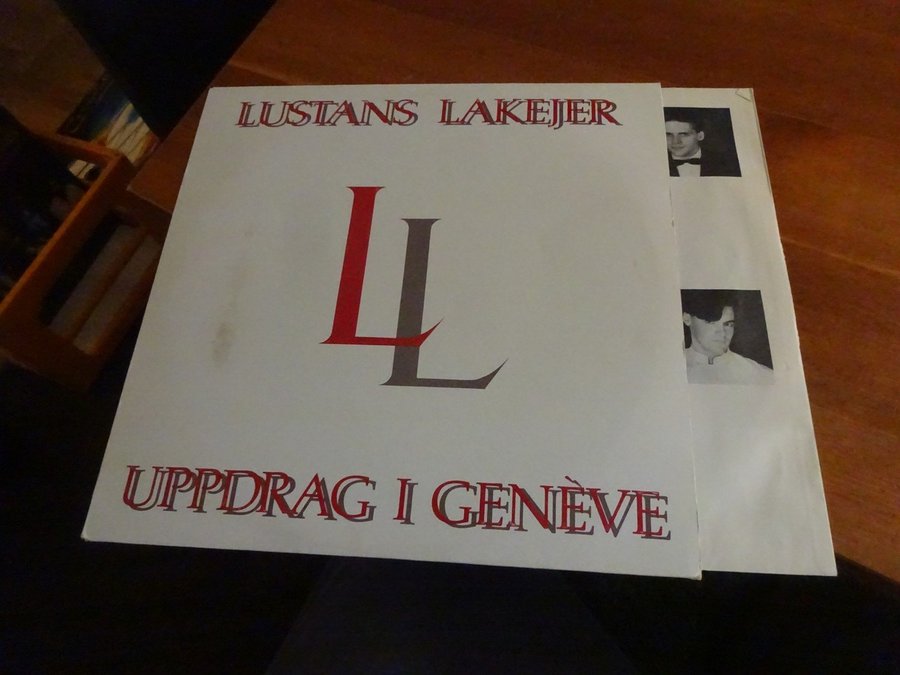 LUSTANS LAKEJER
LL
UPPDRAG I GENÈVE